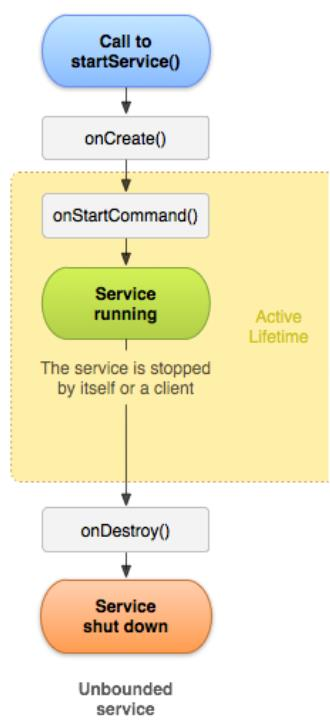 Call to
startService()
onCreate()
onStartCommand()
Service
running
Active
Lifetime
The service is stopped
by itself or a client
onDestroy()
Service
shut down
Unbounded
service